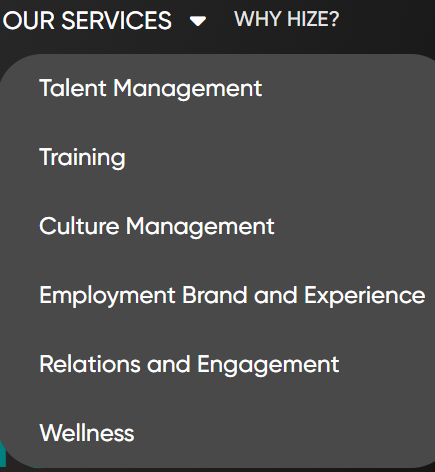 OUR SERVICES WHY HIZE?
Talent Management
Training
Culture Management
Employment Brand and Experience
Relations and Engagement
Wellness